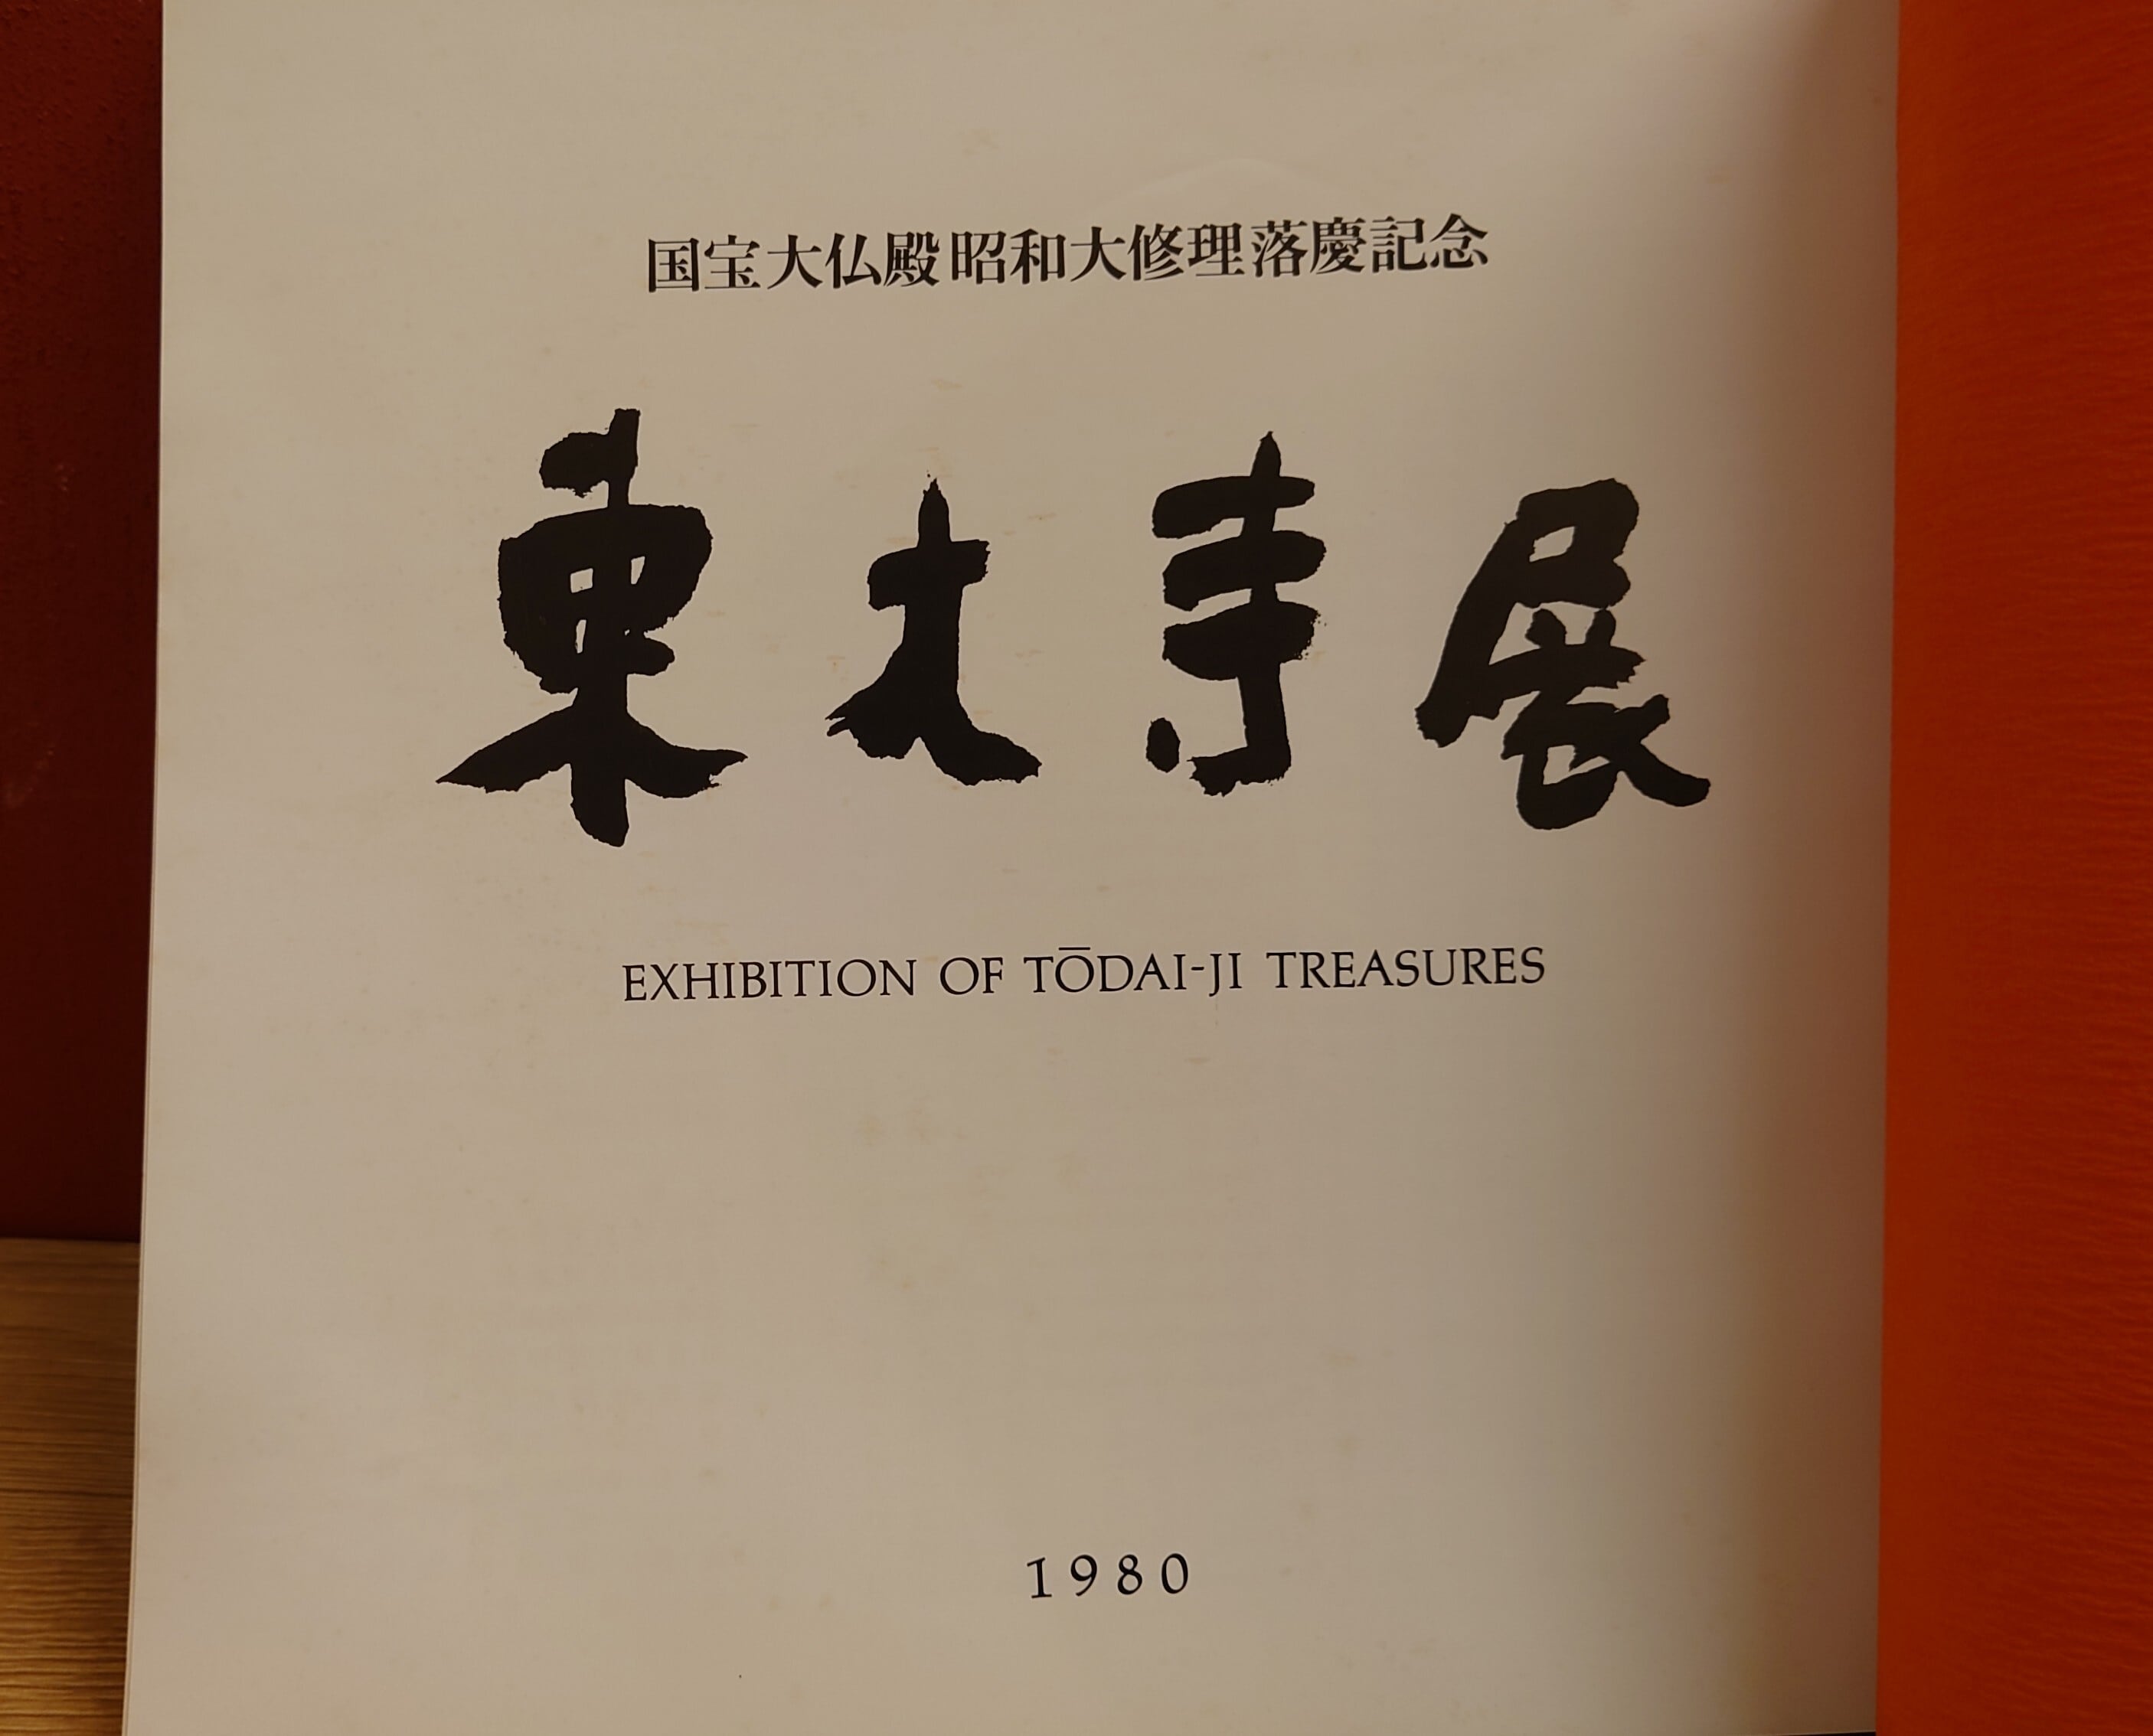 国宝大仏殿昭和大修理落慶記念
東大寺展
EXHIBITION OF TŌDAI-JI TREASURES
1980